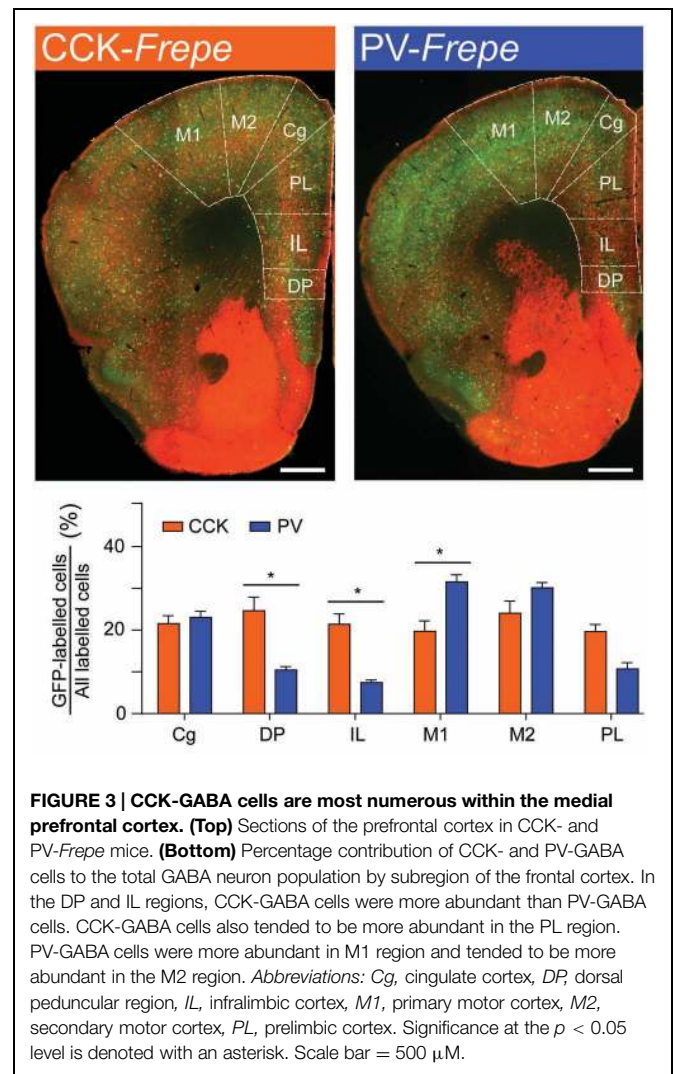 CCK-Frepe
PV-Frepe
M1
M2
Cg
PL
IL
DP
M1
M2
Cg
PL
IL
DP
GFP-labelled cells
All labelled cells
(%)
CCK
PV
40
20
0
*
*
*
Cg
DP
IL
M1
M2
PL
FIGURE 3 | CCK-GABA cells are most numerous within the medial
prefrontal cortex. (Top) Sections of the prefrontal cortex in CCK- and
PV-Frepe mice. (Bottom) Percentage contribution of CCK- and PV-GABA
cells to the total GABA neuron population by subregion of the frontal cortex. In
the DP and IL regions, CCK-GABA cells were more abundant than PV-GABA
cells. CCK-GABA cells also tended to be more abundant in the PL region.
PV-GABA cells were more abundant in M1 region and tended to be more
abundant in the M2 region. Abbreviations: Cg, cingulate cortex, DP, dorsal
peduncular region, IL, infralimbic cortex, M1, primary motor cortex, M2,
secondary motor cortex, PL, prelimbic cortex. Significance at the p < 0.05
level is denoted with an asterisk. Scale bar = 500 μM.